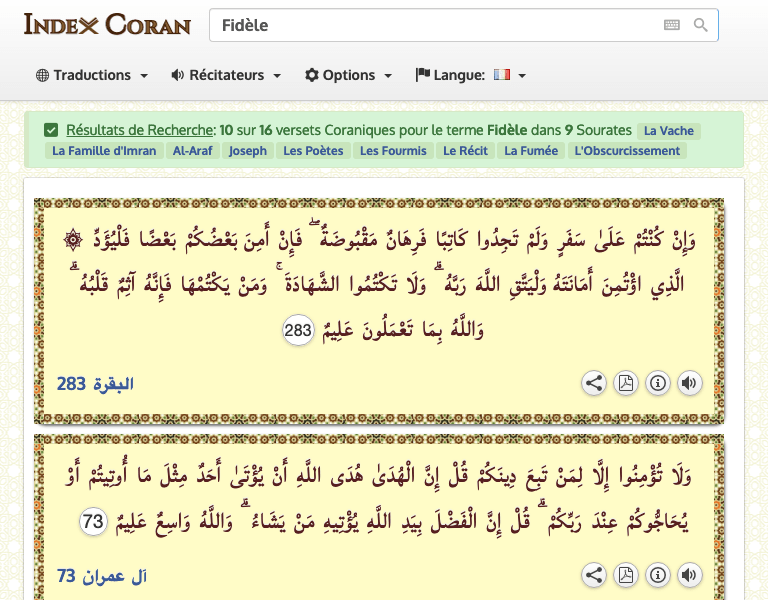 Index Coran
Fidèle
Traductions
Récitateurs
Options
Langue:
Résultats de Recherche: 10 sur 16 versets Coraniques pour le terme Fidèle dans 9 Sourates La Vache
La Famille d'Imran Al-Araf Joseph Les Poètes Les Fourmis Le Récit La Fumée L'Obscurcissement
۞ وَإِنْ كُنْتُمْ عَلَىٰ سَفَرٍ وَلَمْ تَجِدُوا كَاتِبًا فَرِهَانٌ مَقْبُوضَةٌ ۖ فَإِنْ أَمِنَ بَعْضُكُمْ بَعْضًا فَلْيُؤَدِّ
الَّذِي اؤْتُمِنَ أَمَانَتَهُ وَلْيَتَّقِ اللَّهَ رَبَّهُ ۗ وَلَا تَكْتُمُوا الشَّهَادَةَ ۚ وَمَنْ يَكْتُمْهَا فَإِنَّهُ آثِمٌ قَلْبُهُ ۗ
وَاللَّهُ بِمَا تَعْمَلُونَ عَلِيمٌ 283
البقرة 283
وَلَا تُؤْمِنُوا إِلَّا لِمَنْ تَبِعَ دِينَكُمْ قُلْ إِنَّ الْهُدَىٰ هُدَى اللَّهِ أَنْ يُؤْتَىٰ أَحَدٌ مِثْلَ مَا أُوتِيتُمْ أَوْ
يُحَاجُّوكُمْ عِنْدَ رَبِّكُمْ ۗ قُلْ إِنَّ الْفَضْلَ بِيَدِ اللَّهِ يُؤْتِيهِ مَنْ يَشَاءُ ۗ وَاللَّهُ وَاسِعٌ عَلِيمٌ 73
آل عمران 73